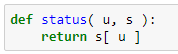 def status( u, s ):
    return s[ u ]